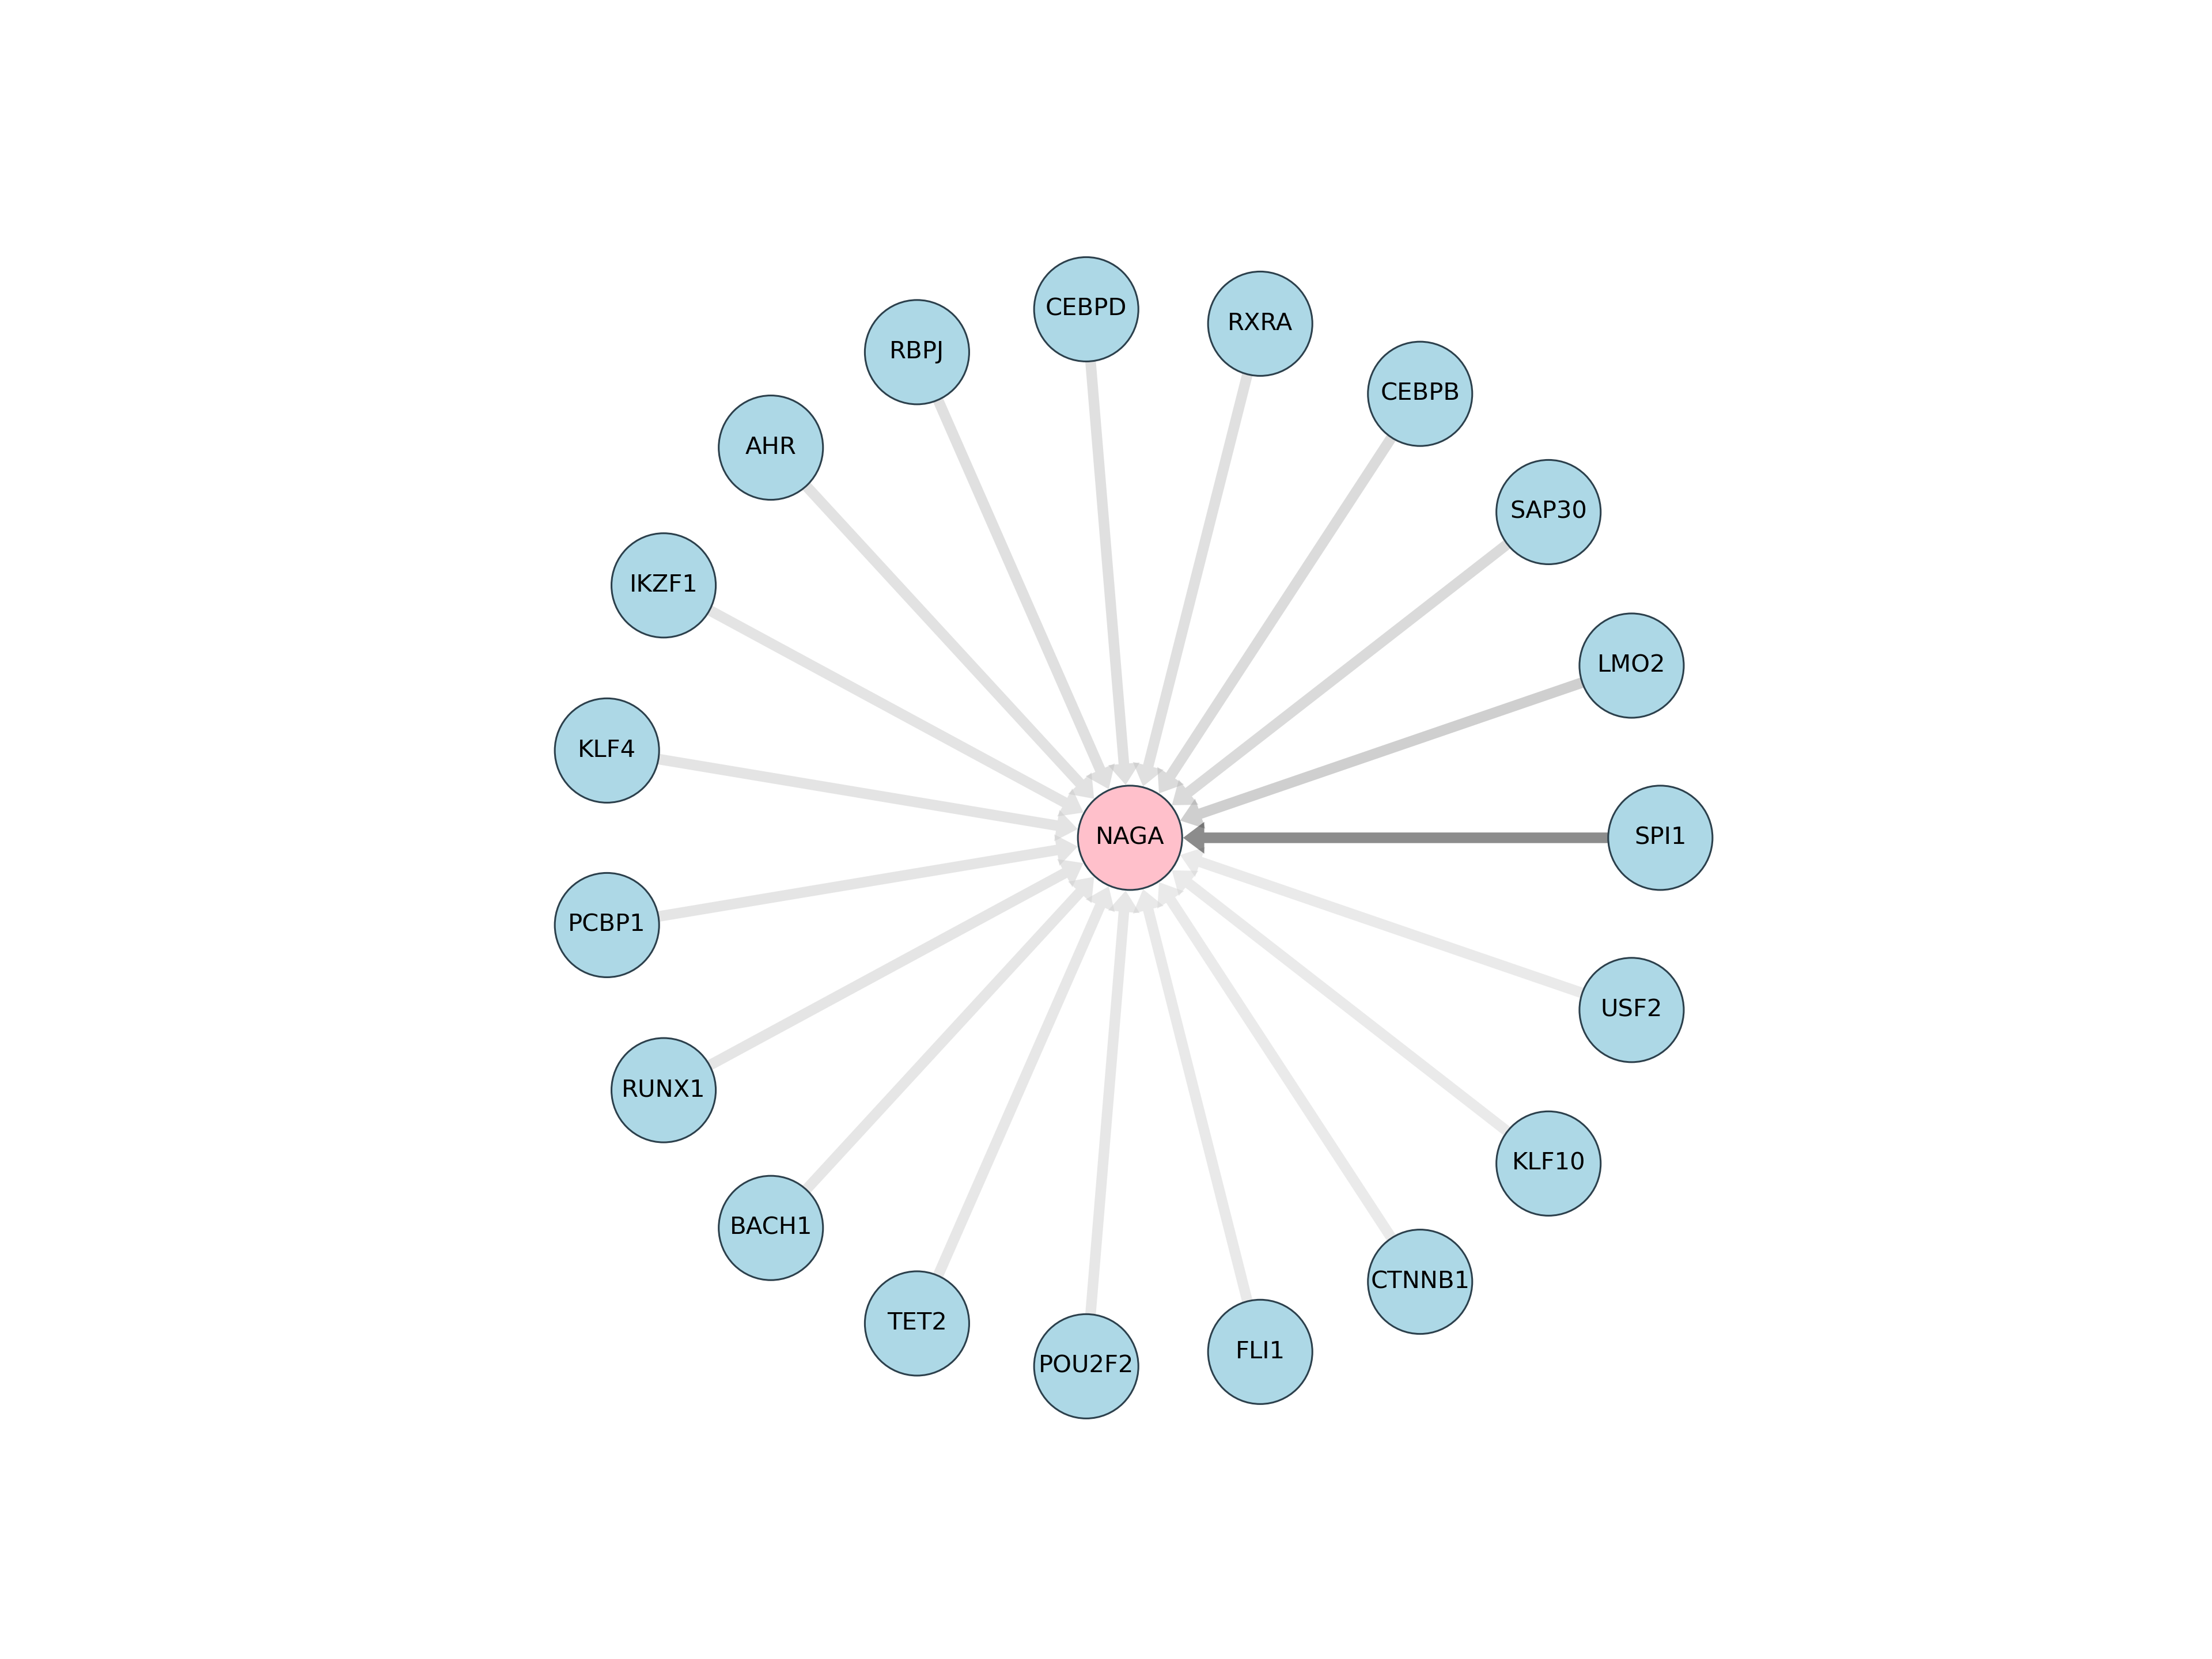 CEBPD
RXRA
RBPJ
CEBPB
AHR
SAP30
IKZF1
LMO2
KLF4
NAGA
SPI1
PCBP1
USF2
RUNX1
KLF10
BACH1
CTNNB1
TET2
FLI1
POU2F2